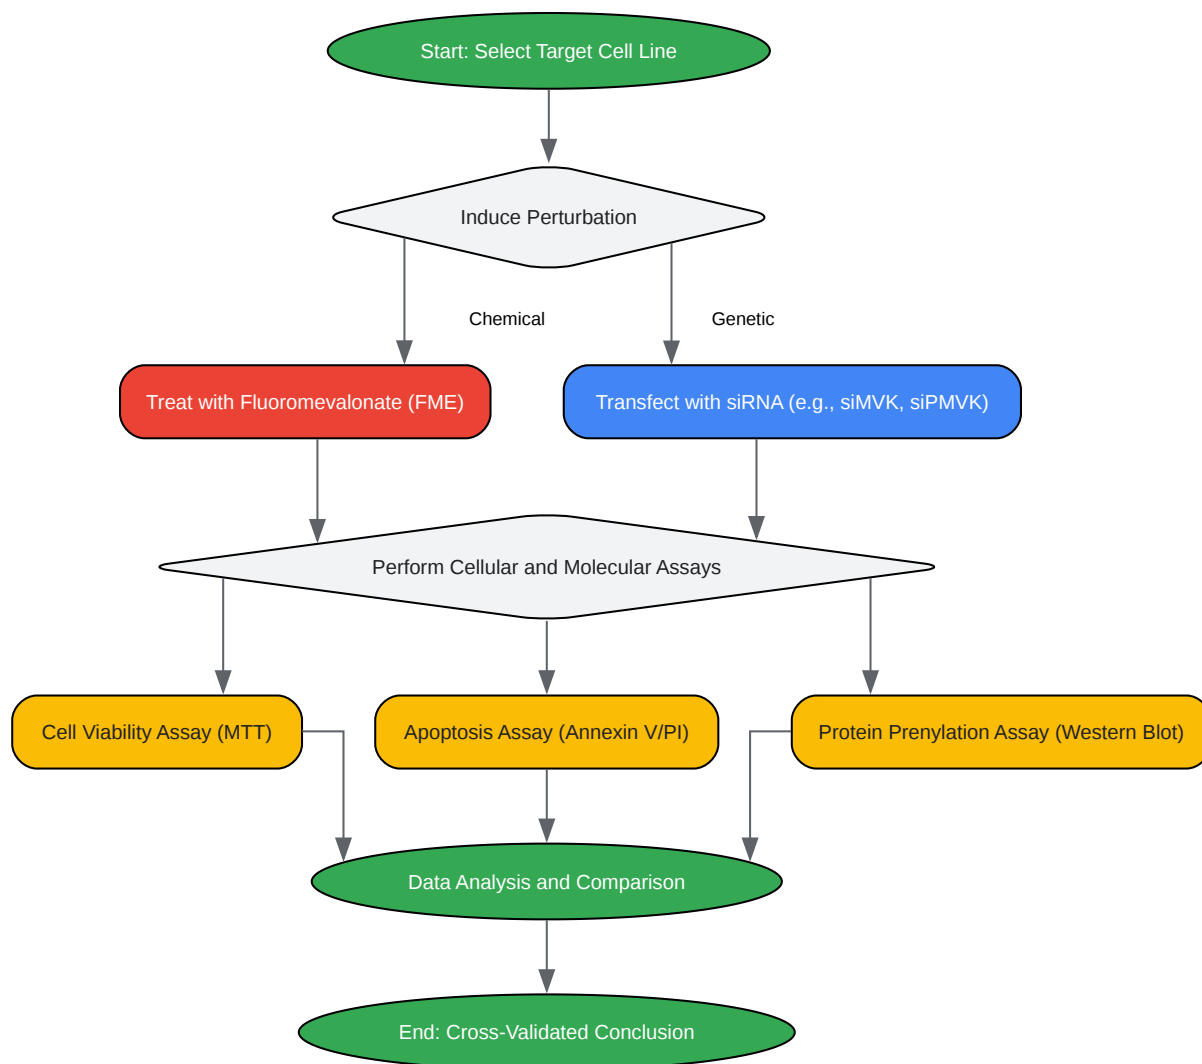 Start: Select Target Cell Line
Induce Perturbation
Chemical
Genetic
Treat with Fluoromevalonate (FME)
Transfect with siRNA (e.g., siMVK, siPMVK)
Perform Cellular and Molecular Assays
Cell Viability Assay (MTT)
Apoptosis Assay (Annexin V/PI)
Protein Prenylation Assay (Western Blot)
Data Analysis and Comparison
End: Cross-Validated Conclusion